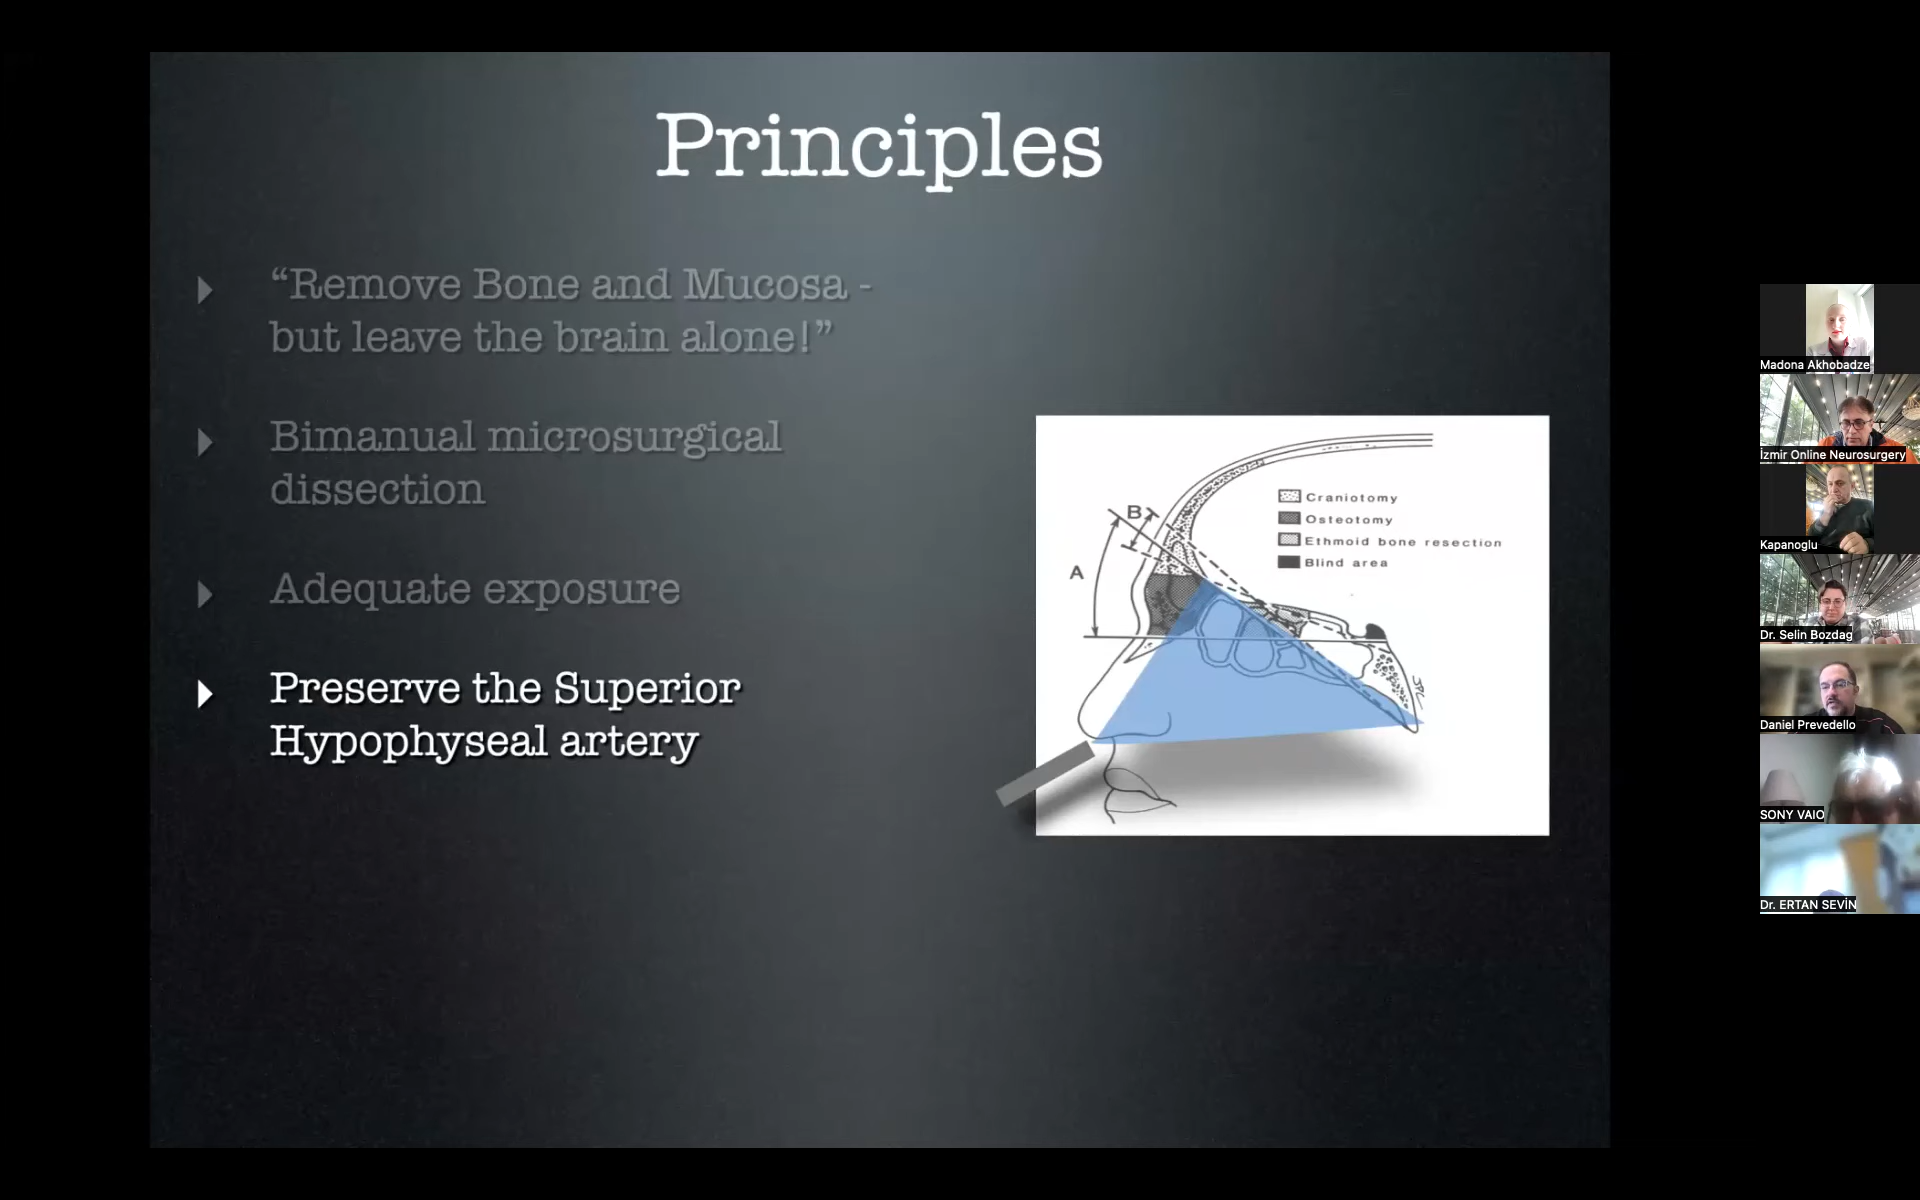 Principles
“Remove Bone and Mucosa -
but leave the brain alone!”
Bimanual microsurgical
dissection
Adequate exposure
Preserve the Superior
Hypophyseal artery
B
A
Craniotomy
Osteotomy
Ethmoid bone resection
Blind area
Madona Akhobadze
İzmir Online Neurosurgery
Kapanoglu
Dr. Selin Bozdag
Daniel Prevedello
SONY VAIO
Dr. ERTAN SEVİN